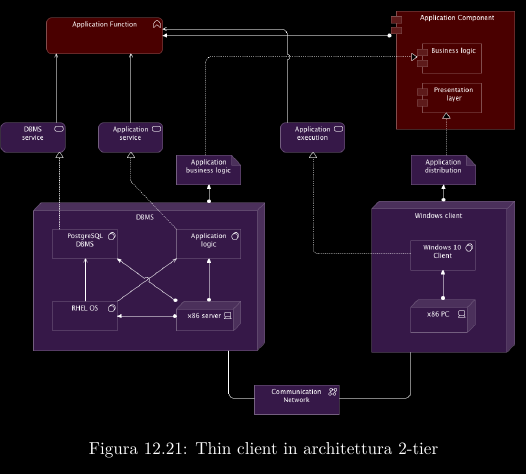 Application Function
Application Component
Business logic
Presentation
layer
DBMS
service
Application
service
Application
execution
Application
business logic
Application
distribution
DBMS
Windows client
PostgreSQL
DBMS
Application
logic
Windows 10
Client
RHEL OS
x86 server
x86 PC
Communication
Network
Figura 12.21: Thin client in architettura 2-tier